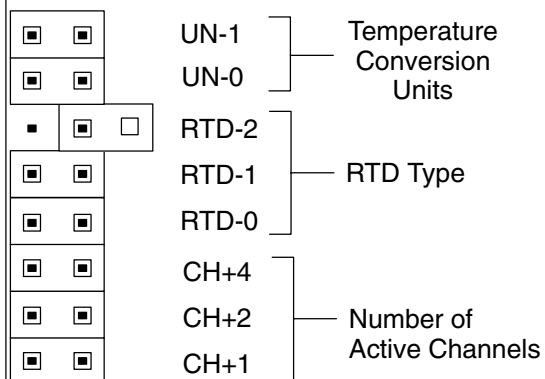 UN-1
UN-0
Temperature
Conversion
Units
RTD-2
RTD-1
RTD-0
RTD Type
CH+4
CH+2
CH+1
Number of
Active Channels